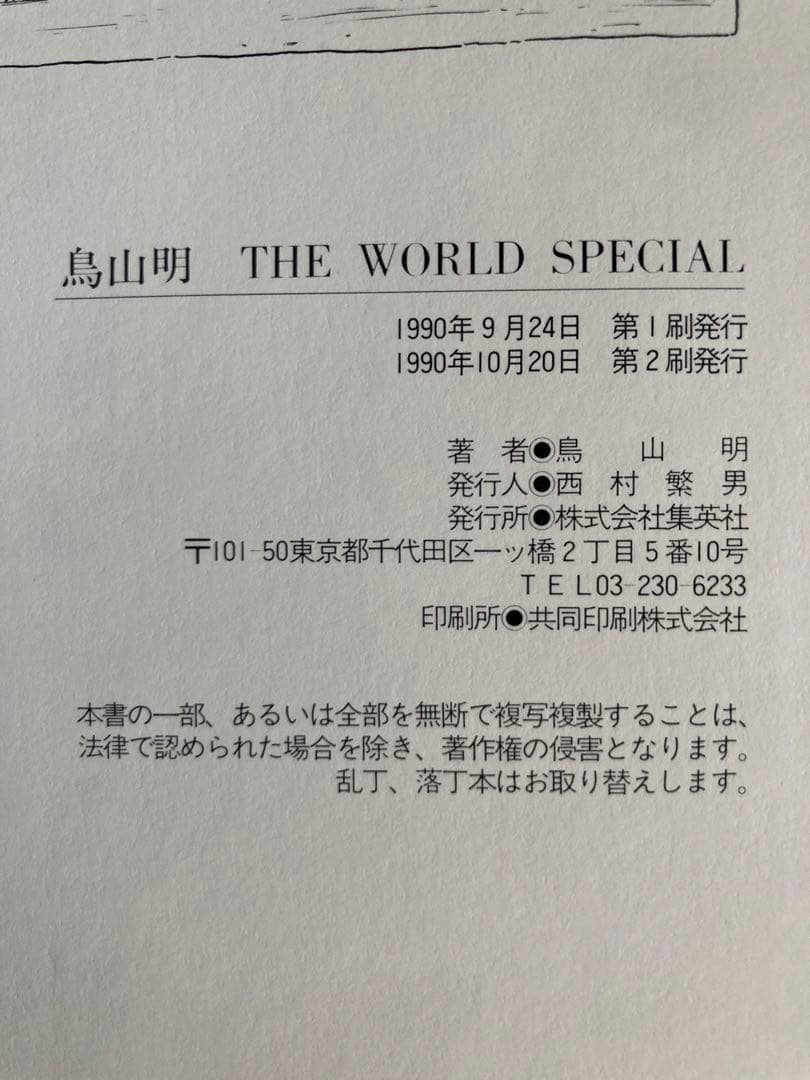 鳥山明 THE WORLD SPECIAL
1990年9月24日 第1刷発行
1990年10月20日 第2刷発行
著者◉鳥山明
発行人◉西村繁男
発行所◉株式会社集英社
〒101-50東京都千代田区一ッ橋2丁目5番10号
TEL03-230-6233
印刷所◉共同印刷株式会社
本書の一部、あるいは全部を無断で複写複製することは、
法律で認められた場合を除き、著作権の侵害となります。
乱丁、落丁本はお取り替えします。